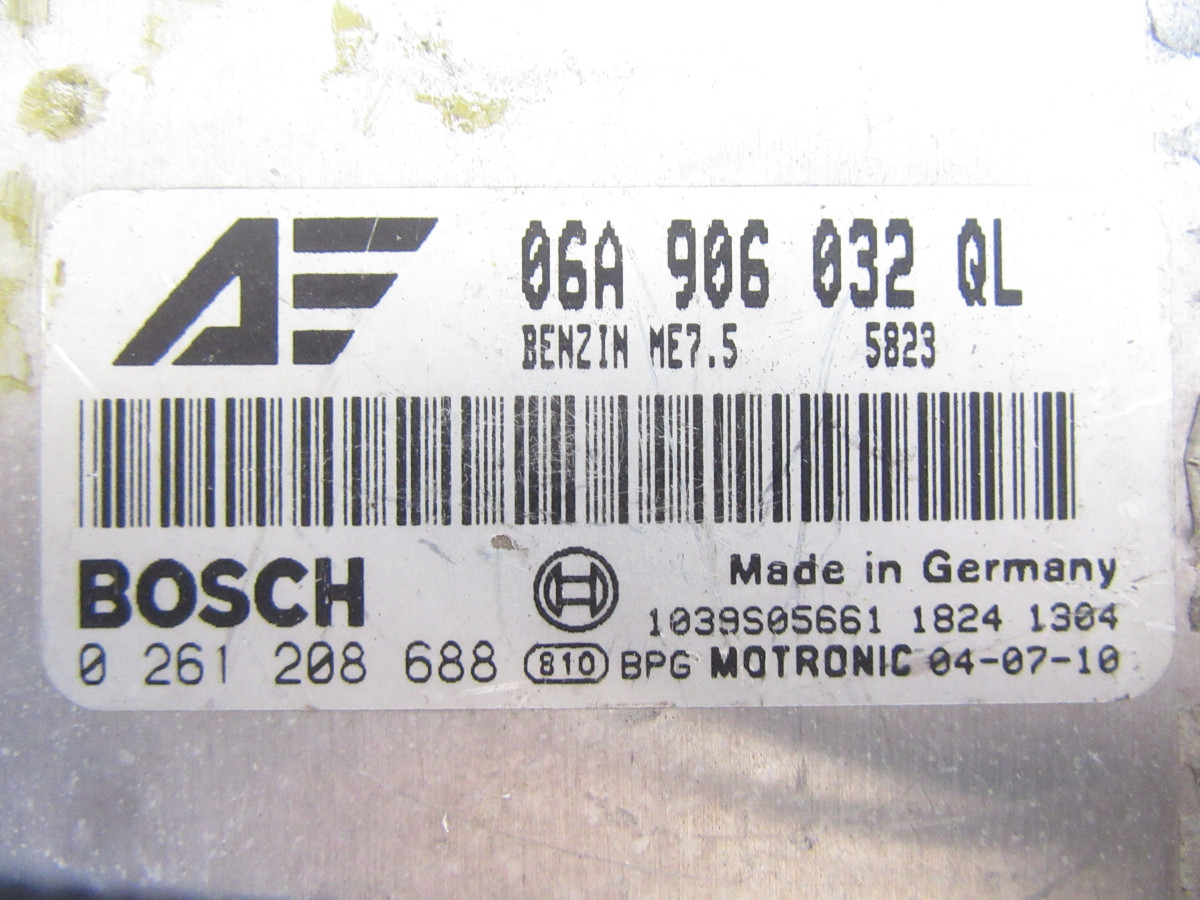 AE
06A 906 032 QL
BENZIN ME7.5 5823
BOSCH
Made in Germany
1039S05661 1824 1304
0 261 208 688 810 BPG MOTRONIC 04-07-10